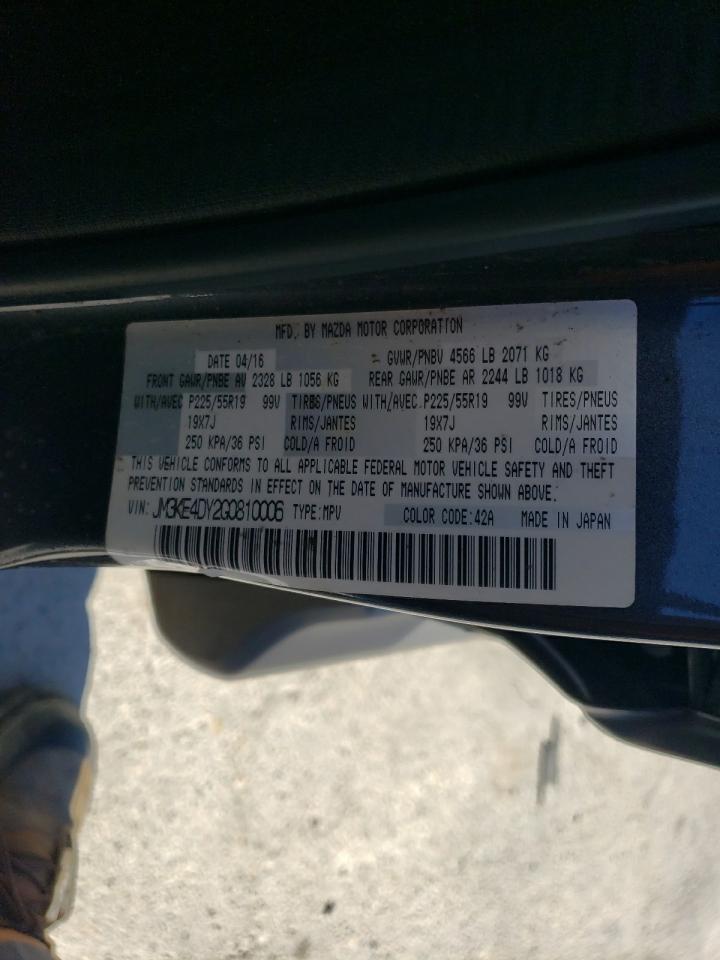 MFD. BY MAZDA MOTOR CORPORATION
DATE 04/16 GVWR/PNBV 4566 LB 2071 KG
FRONT GAWR/PNBE AV 2328 LB 1056 KG REAR GAWR/PNBE AR 2244 LB 1018 KG
WITH/AVEC P225/55R19 99V TIRES/PNEUS WITH/AVEC P225/55R19 99V TIRES/PNEUS
19X7J RIMS/JANTES 19X7J RIMS/JANTES
250 KPA/36 PSI COLD/A FROID 250 KPA/36 PSI COLD/A FROID
THIS VEHICLE CONFORMS TO ALL APPLICABLE FEDERAL MOTOR VEHICLE SAFETY AND THEFT
PREVENTION STANDARDS IN EFFECT ON THE DATE OF MANUFACTURE SHOWN ABOVE.
VIN: JM3KE4DY2G0810006 TYPE:MPV COLOR CODE:42A MADE IN JAPAN